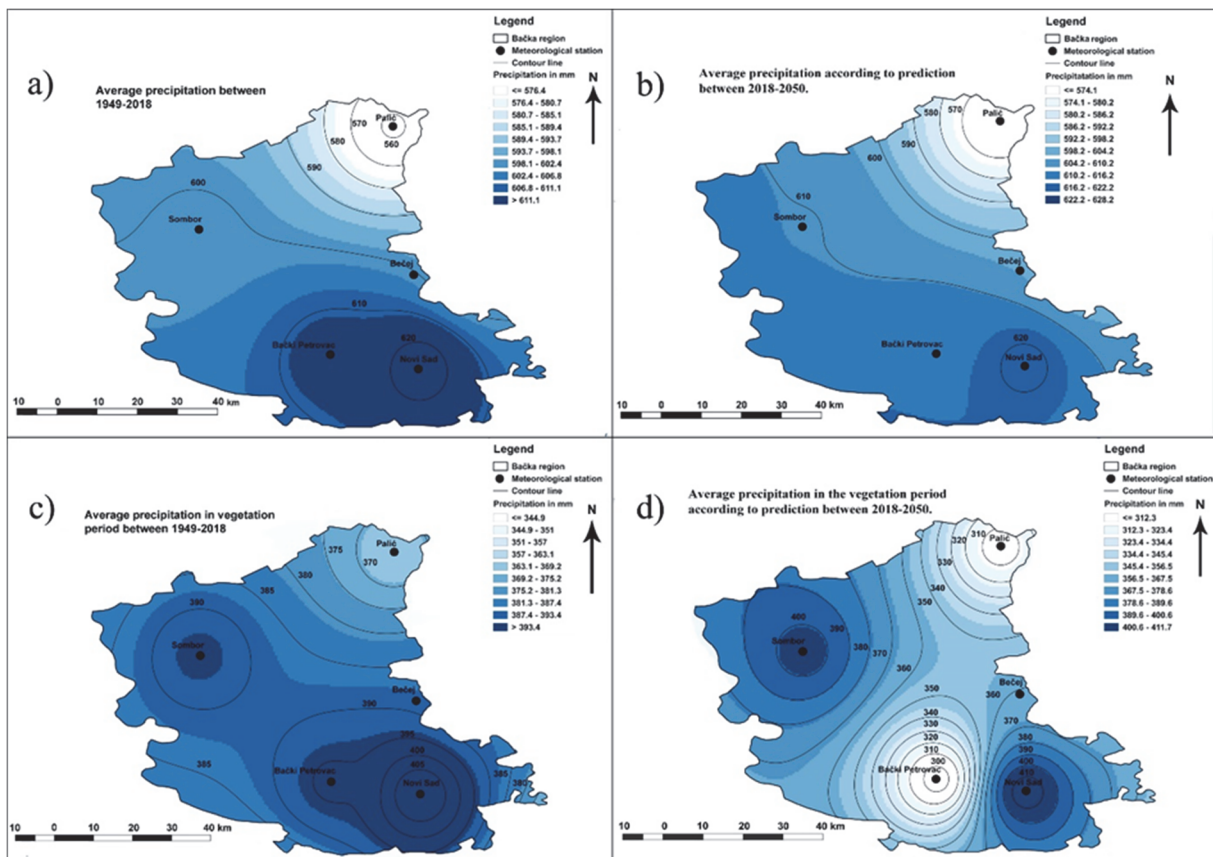 a)
Average precipitation between
1949-2018
Legend
Bačka region
Meteorological station
Contour line
Precipitation in mm
<= 576.4
576.4 - 580.7
580.7 - 585.1
585.1 - 589.4
589.4 - 593.7
593.7 - 598.1
598.1 - 602.4
602.4 - 606.8
606.8 - 611.1
> 611.1
N
570
Palić
560
580
590
600
Sombor
Bečej
610
620
Bački Petrovac
Novi Sad
10 0 10 20 30 40 km
b)
Average precipitation according to prediction
between 2018-2050.
Legend
Bačka region
Meteorological station
Contour line
Precipitatation in mm
<= 574.1
574.1 - 580.2
580.2 - 586.2
586.2 - 592.2
592.2 - 598.2
598.2 - 604.2
604.2 - 610.2
610.2 - 616.2
616.2 - 622.2
622.2 - 628.2
N
570
580
Palić
590
600
610
Sombor
Bečej
620
Bački Petrovac
Novi Sad
10 0 10 20 30 40 km
c)
Average precipitation in vegetation
period between 1949-2018
Legend
Bačka region
Meteorological station
Contour line
Precipitation in mm
<= 344.9
344.9 - 351
351 - 357
357 - 363.1
363.1 - 369.2
369.2 - 375.2
375.2 - 381.3
381.3 - 387.4
387.4 - 393.4
> 393.4
N
375
Palić
370
380
385
390
Sombor
Bečej
390
395
400
405
385
Bački Petrovac
Novi Sad
385
380
10 0 10 20 30 40 km
d)
Average precipitation in the vegetation period
according to prediction between 2018-2050.
Legend
Bačka region
Meteorological station
Contour line
Precipitation in mm
<= 312.3
312.3 - 323.4
323.4 - 334.4
334.4 - 345.4
345.4 - 356.5
356.5 - 367.5
367.5 - 378.6
378.6 - 389.6
389.6 - 400.6
400.6 - 411.7
N
320
310
Palić
330
340
350
400
390
Sombor
380
370
360
Bečej
350
360
340
370
330
320
380
310
390
300
400
410
Bački Petrovac
Novi Sad
10 0 10 20 30 40 km